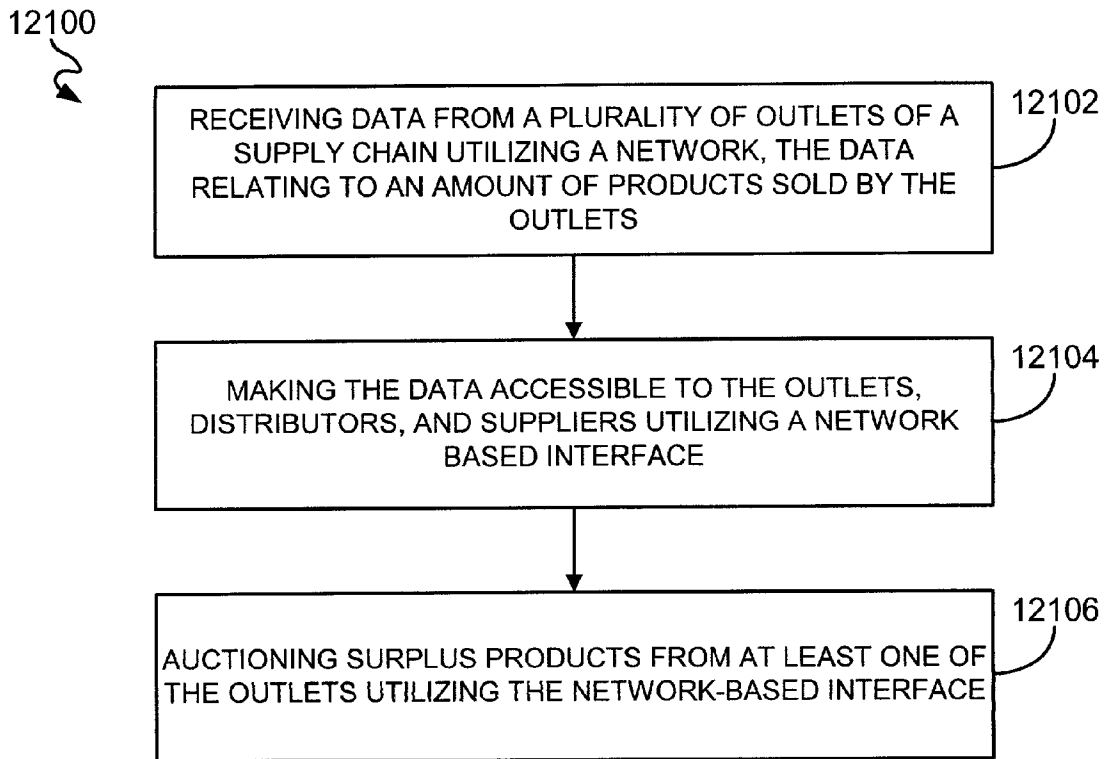 12100
RECEIVING DATA FROM A PLURALITY OF OUTLETS OF A
SUPPLY CHAIN UTILIZING A NETWORK, THE DATA
RELATING TO AN AMOUNT OF PRODUCTS SOLD BY THE
OUTLETS
12102
MAKING THE DATA ACCESSIBLE TO THE OUTLETS,
DISTRIBUTORS, AND SUPPLIERS UTILIZING A NETWORK
BASED INTERFACE
12104
AUCTIONING SURPLUS PRODUCTS FROM AT LEAST ONE OF
THE OUTLETS UTILIZING THE NETWORK-BASED INTERFACE
12106